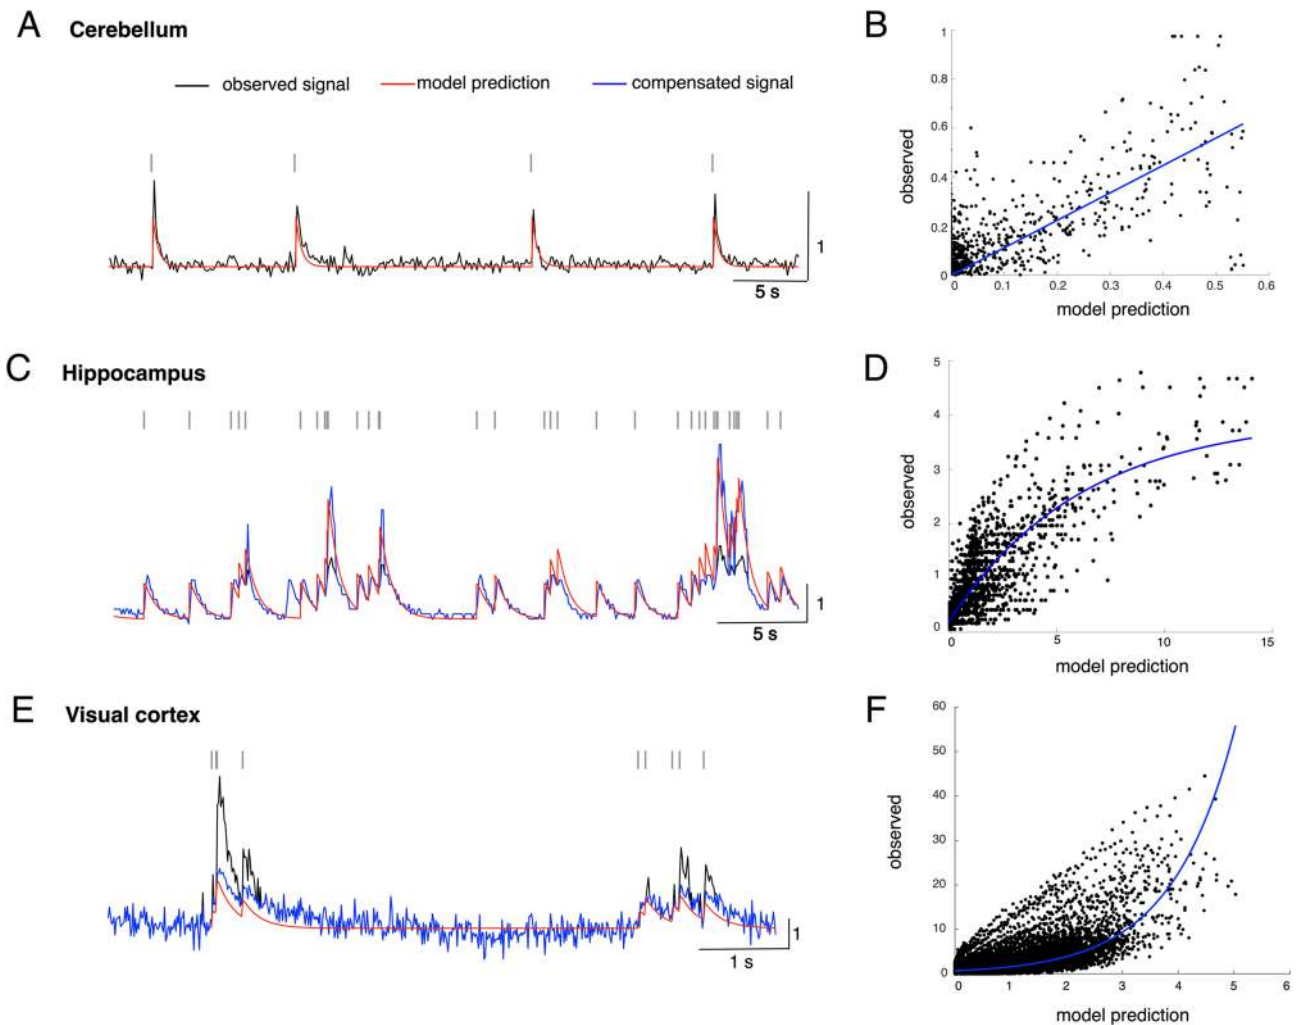 A Cerebellum
observed signal model prediction compensated signal
1
5 s
B
1
0.8
0.6
0.4
0.2
0
observed
0 0.1 0.2 0.3 0.4 0.5 0.6
model prediction
C Hippocampus
1
5 s
D
5
4
3
2
1
0
observed
0 5 10 15
model prediction
E Visual cortex
1
1 s
F
60
50
40
30
20
10
0
observed
0 1 2 3 4 5 6
model prediction